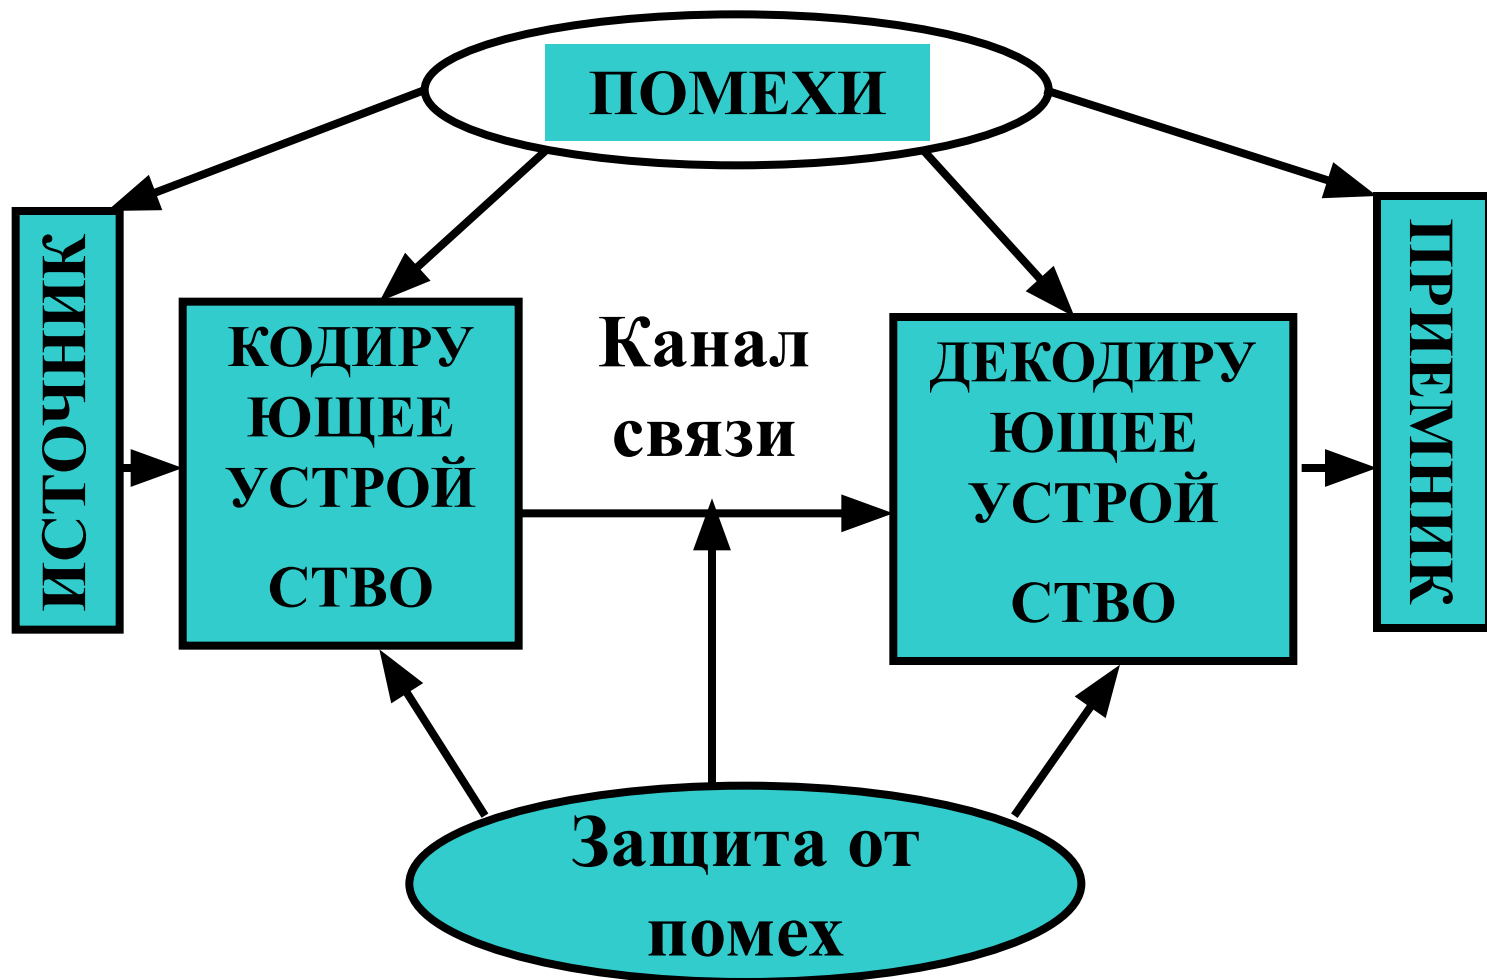 ПОМЕХИ
ИСТОЧНИК
КОДИРУ
ЮЩЕЕ
УСТРОЙ
СТВО
Канал
связи
ДЕКОДИРУ
ЮЩЕЕ
УСТРОЙ
СТВО
ПРИЕМНИК
Защита от
помех